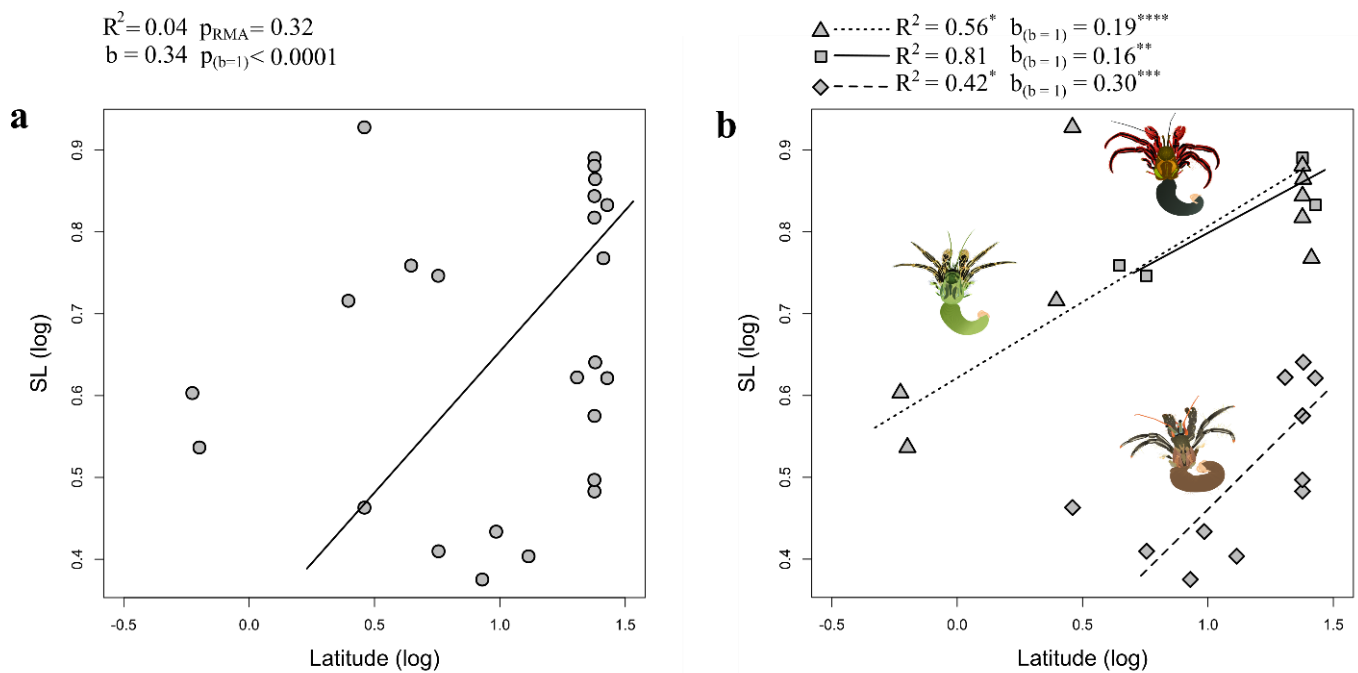 R² = 0.04 p_RMA = 0.32
b = 0.34 p_(b=1) < 0.0001
a
SL (log)
0.9
0.8
0.7
0.6
0.5
0.4
-0.5 0.0 0.5 1.0 1.5
Latitude (log)
R² = 0.56* b_(b = 1) = 0.19****
R² = 0.81 b_(b = 1) = 0.16**
R² = 0.42* b_(b = 1) = 0.30***
b
SL (log)
0.9
0.8
0.7
0.6
0.5
0.4
-0.5 0.0 0.5 1.0 1.5
Latitude (log)